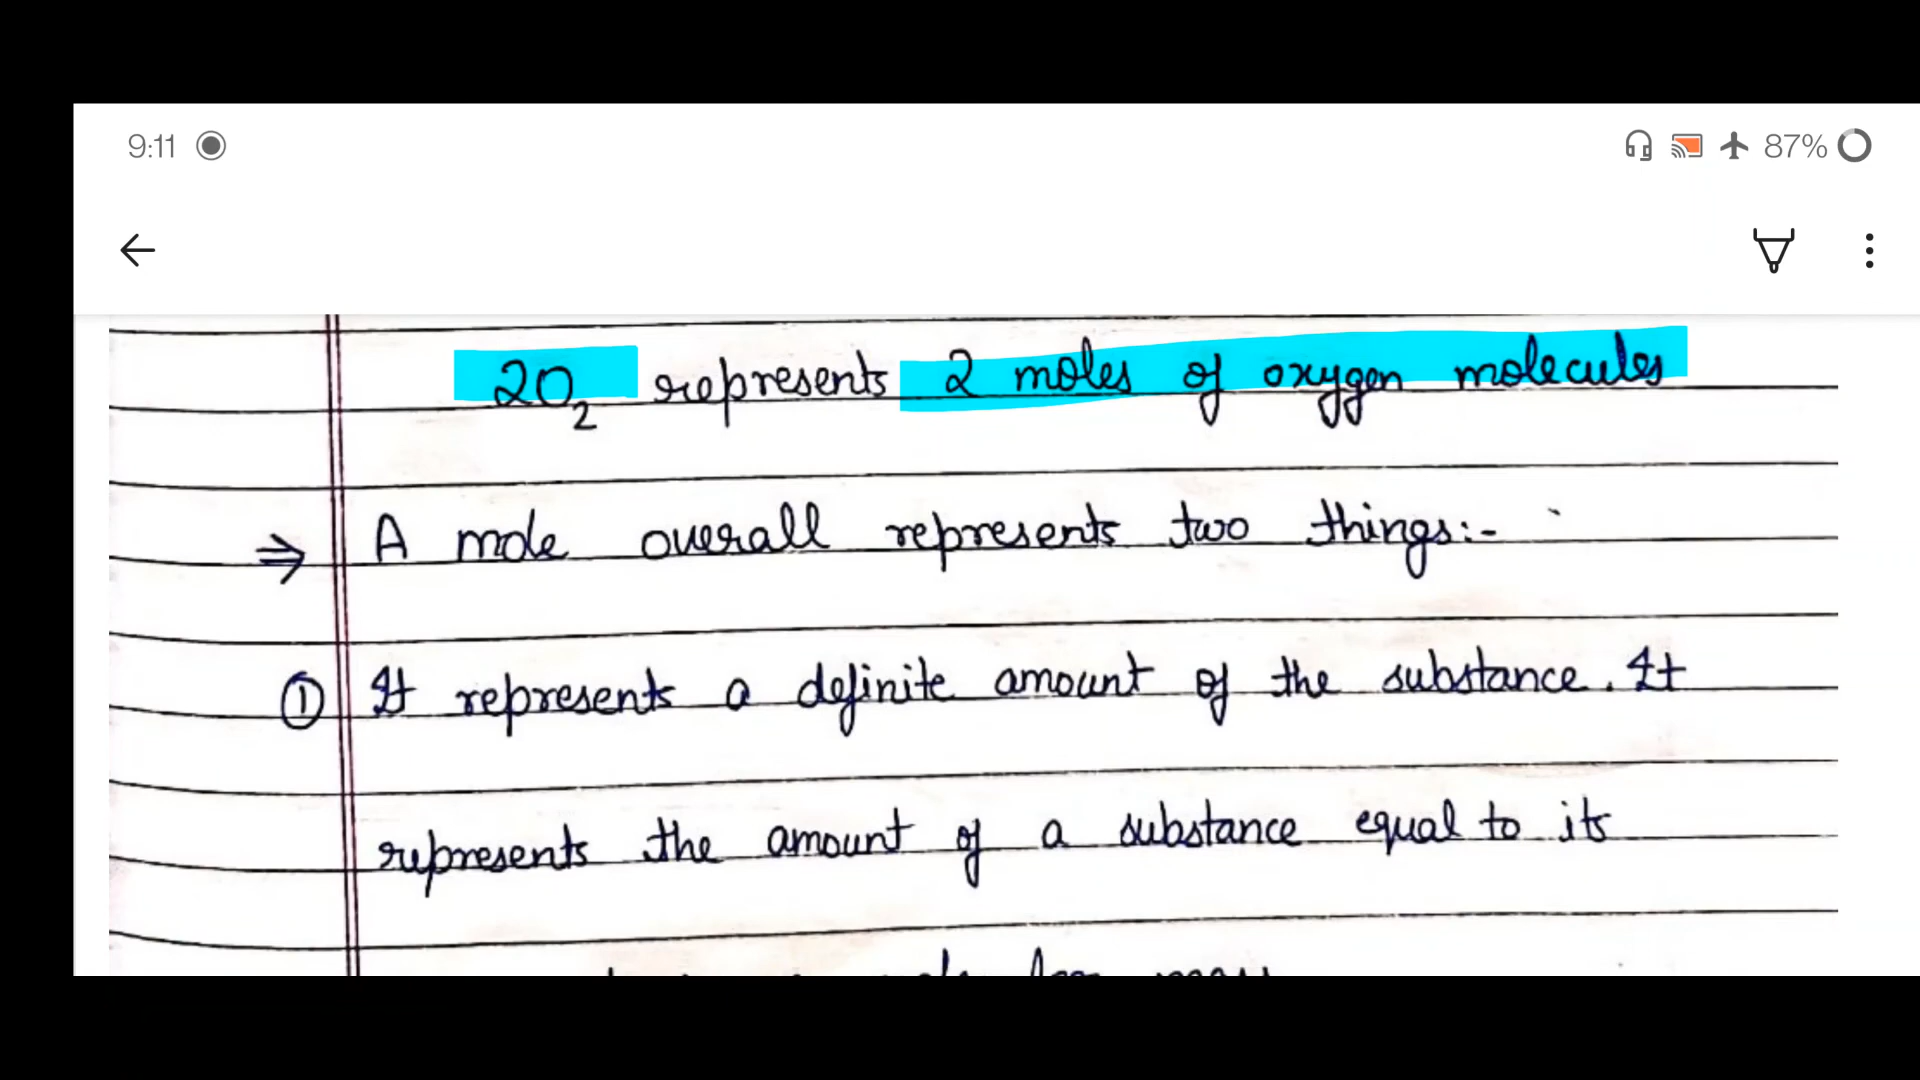 9:11 87%
2O₂ represents 2 moles of oxygen molecules
⇒ A mole overall represents two things:-
① It represents a definite amount of the substance. It
represents the amount of a substance equal to its